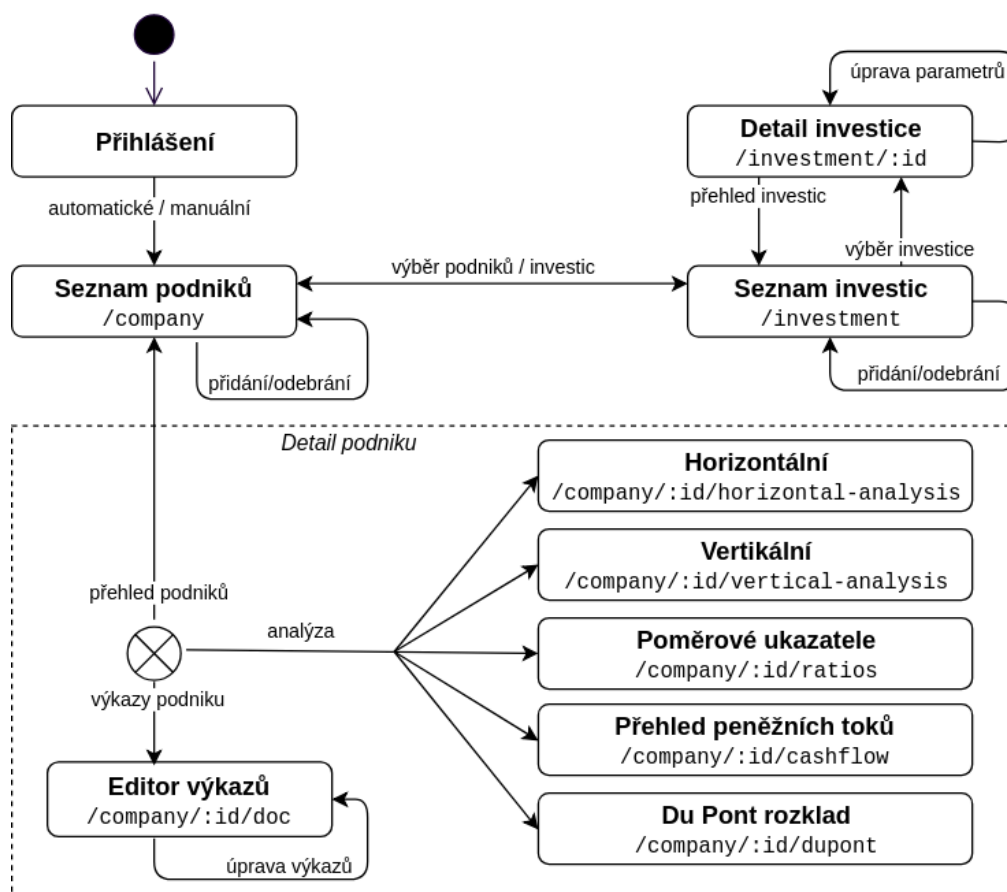 Přihlášení
automatické / manuální
Seznam podniků
/company
přidání/odebrání
výběr podniků / investic
úprava parametrů
Detail investice
/investment/:id
přehled investic
výběr investice
Seznam investic
/investment
přidání/odebrání
Detail podniku
přehled podniků
analýza
výkazy podniku
Editor výkazů
/company/:id/doc
úprava výkazů
Horizontální
/company/:id/horizontal-analysis
Vertikální
/company/:id/vertical-analysis
Poměrové ukazatele
/company/:id/ratios
Přehled peněžních toků
/company/:id/cashflow
Du Pont rozklad
/company/:id/dupont